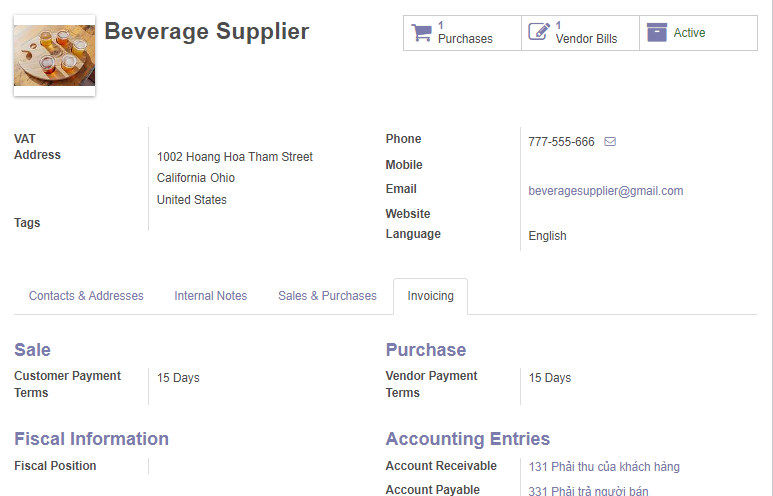 Beverage Supplier
1 Purchases
1 Vendor Bills
Active
VAT
Address
1002 Hoang Hoa Tham Street
California Ohio
United States
Tags
Phone 777-555-666
Mobile
Email beveragesupplier@gmail.com
Website
Language English
Contacts & Addresses Internal Notes Sales & Purchases Invoicing
Sale
Customer Payment Terms 15 Days
Purchase
Vendor Payment Terms 15 Days
Fiscal Information
Fiscal Position
Accounting Entries
Account Receivable 131 Phải thu của khách hàng
Account Payable 331 Phải trả người bán